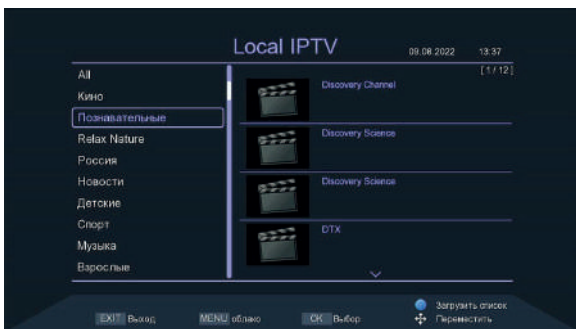 Local IPTV
09.08.2022 13:37
[1/12]
All
Кино
Познавательные
Relax Nature
Россия
Новости
Детские
Спорт
Музыка
Взрослые
Discovery Channel
Discovery Science
Discovery Science
DTX
EXIT Выход MENU облако OK Выбор
Загрузить список
Переместить